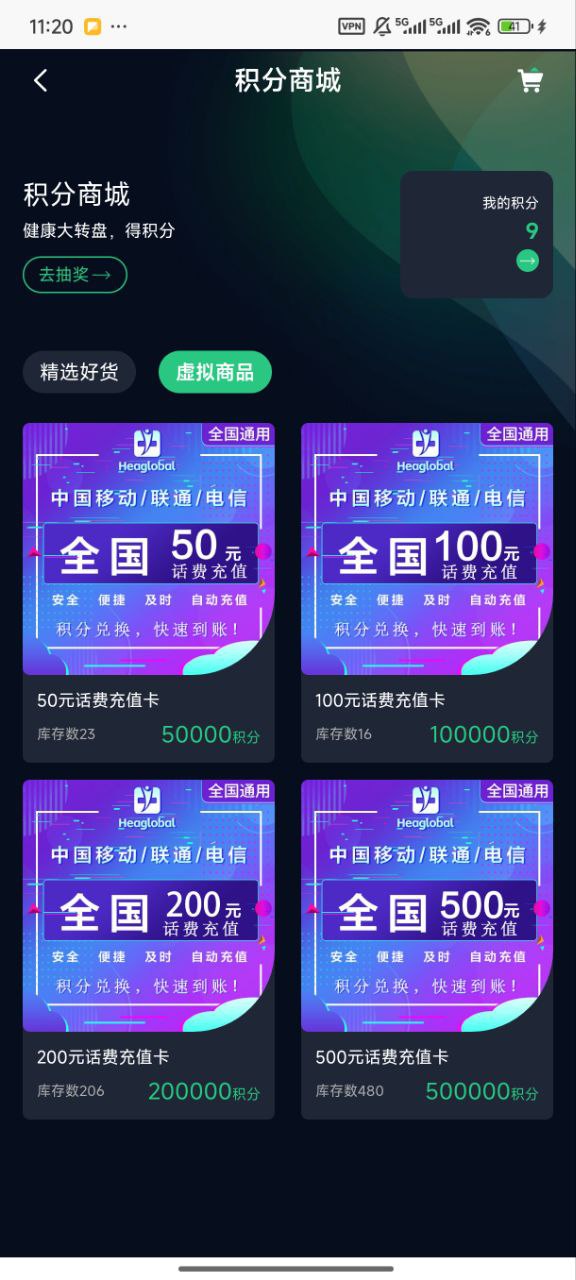 11:20
VPN 5G 5G 6 41
积分商城
积分商城
健康大转盘，得积分
去抽奖→
我的积分
9
精选好货
虚拟商品
全国通用
Heaglobal
中国移动/联通/电信
全国50元
话费充值
安全 便捷 及时 自动充值
积分兑换，快速到账！
50元话费充值卡
库存数23
50000积分
全国通用
Heaglobal
中国移动/联通/电信
全国100元
话费充值
安全 便捷 及时 自动充值
积分兑换，快速到账！
100元话费充值卡
库存数16
100000积分
全国通用
Heaglobal
中国移动/联通/电信
全国200元
话费充值
安全 便捷 及时 自动充值
积分兑换，快速到账！
200元话费充值卡
库存数206
200000积分
全国通用
Heaglobal
中国移动/联通/电信
全国500元
话费充值
安全 便捷 及时 自动充值
积分兑换，快速到账！
500元话费充值卡
库存数480
500000积分